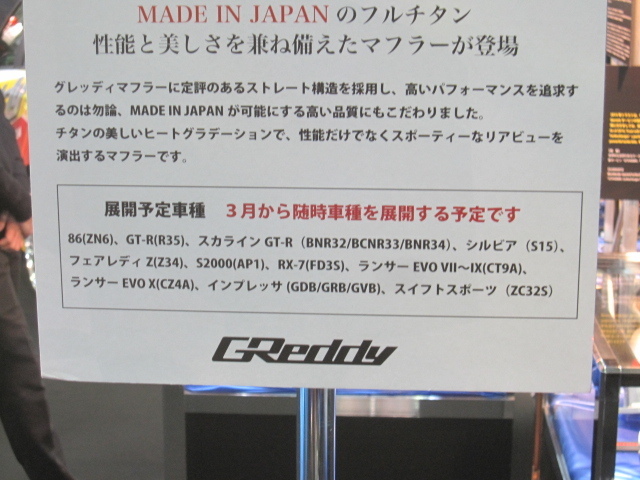 MADE IN JAPAN のフルチタン
性能と美しさを兼ね備えたマフラーが登場
グレッディマフラーに定評のあるストレート構造を採用し、高いパフォーマンスを追求す
るのは勿論、MADE IN JAPAN が可能にする高い品質にもこだわりました。
チタンの美しいヒートグラデーションで、性能だけでなくスポーティーなリアビューを
演出するマフラーです。
展開予定車種　３月から随時車種を展開する予定です
86(ZN6)、GT-R(R35)、スカイライン GT-R（BNR32/BCNR33/BNR34）、シルビア（S15）、
フェアレディ Z(Z34)、S2000(AP1)、RX-7(FD3S)、ランサー EVO VII～IX(CT9A)、
ランサー EVO X(CZ4A)、インプレッサ (GDB/GRB/GVB)、スイフトスポーツ（ZC32S）
GReddy